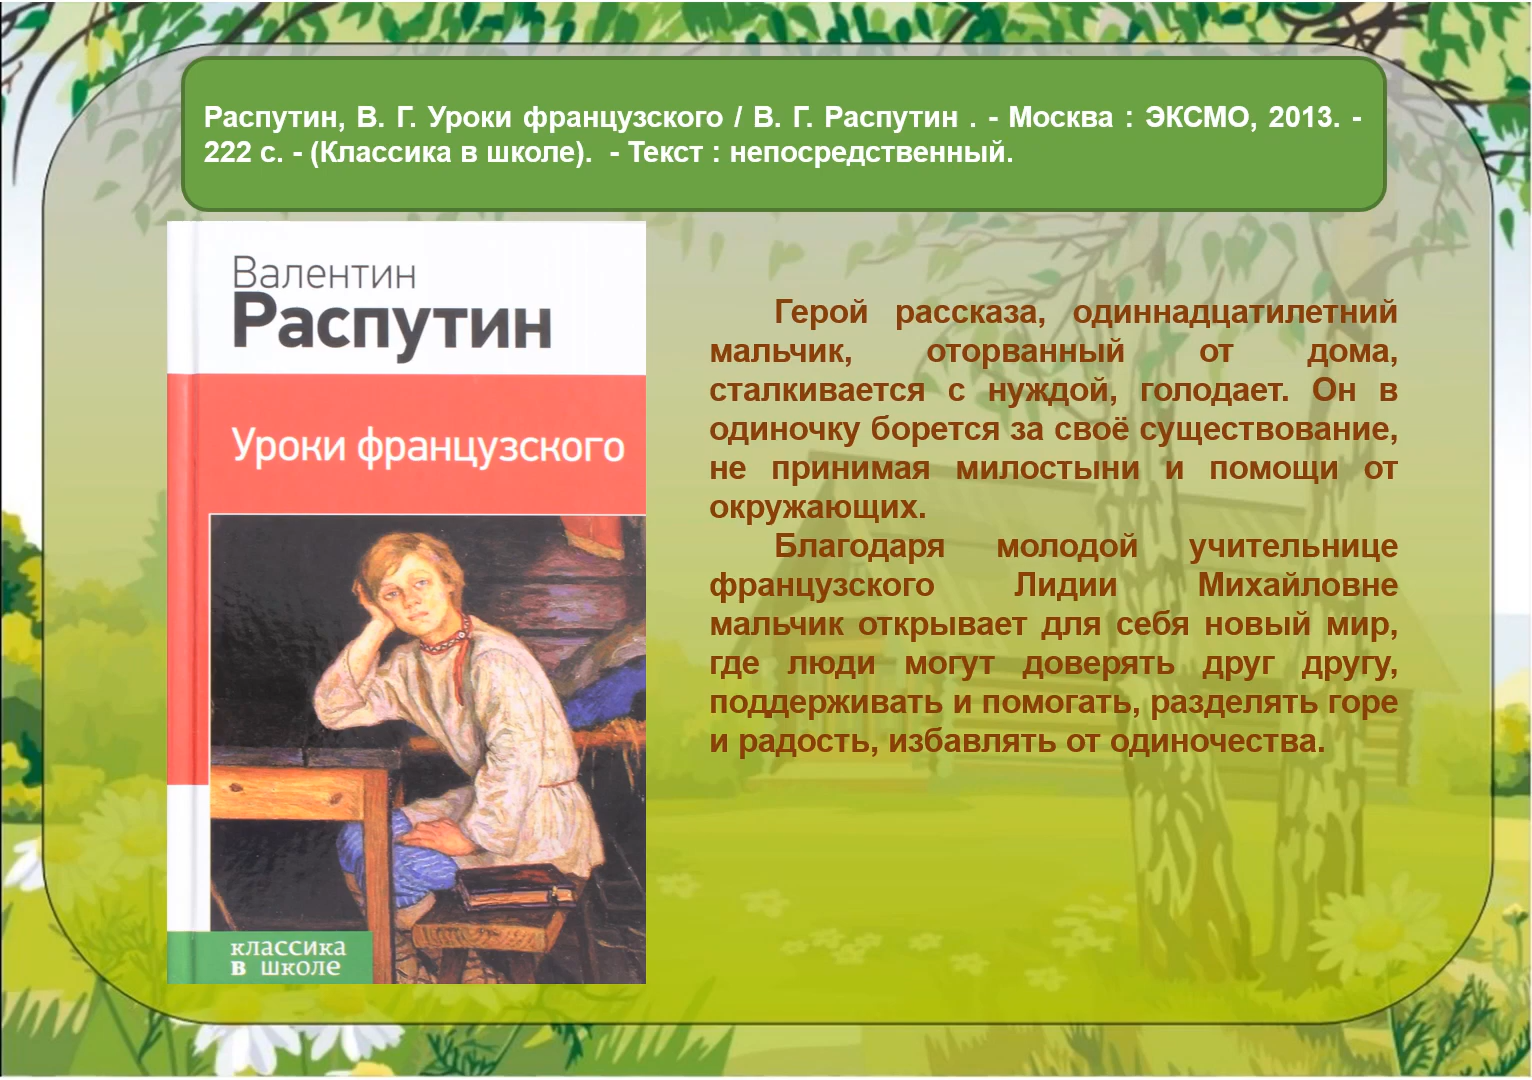 Распутин, В. Г. Уроки французского / В. Г. Распутин . - Москва : ЭКСМО, 2013. -
222 с. - (Классика в школе).  - Текст : непосредственный.
Валентин
Распутин
Уроки французского
классика
в школе
Герой рассказа, одиннадцатилетний
мальчик, оторванный от дома,
сталкивается с нуждой, голодает. Он в
одиночку борется за своё существование,
не принимая милостыни и помощи от
окружающих.
Благодаря молодой учительнице
французского Лидии Михайловне
мальчик открывает для себя новый мир,
где люди могут доверять друг другу,
поддерживать и помогать, разделять горе
и радость, избавлять от одиночества.